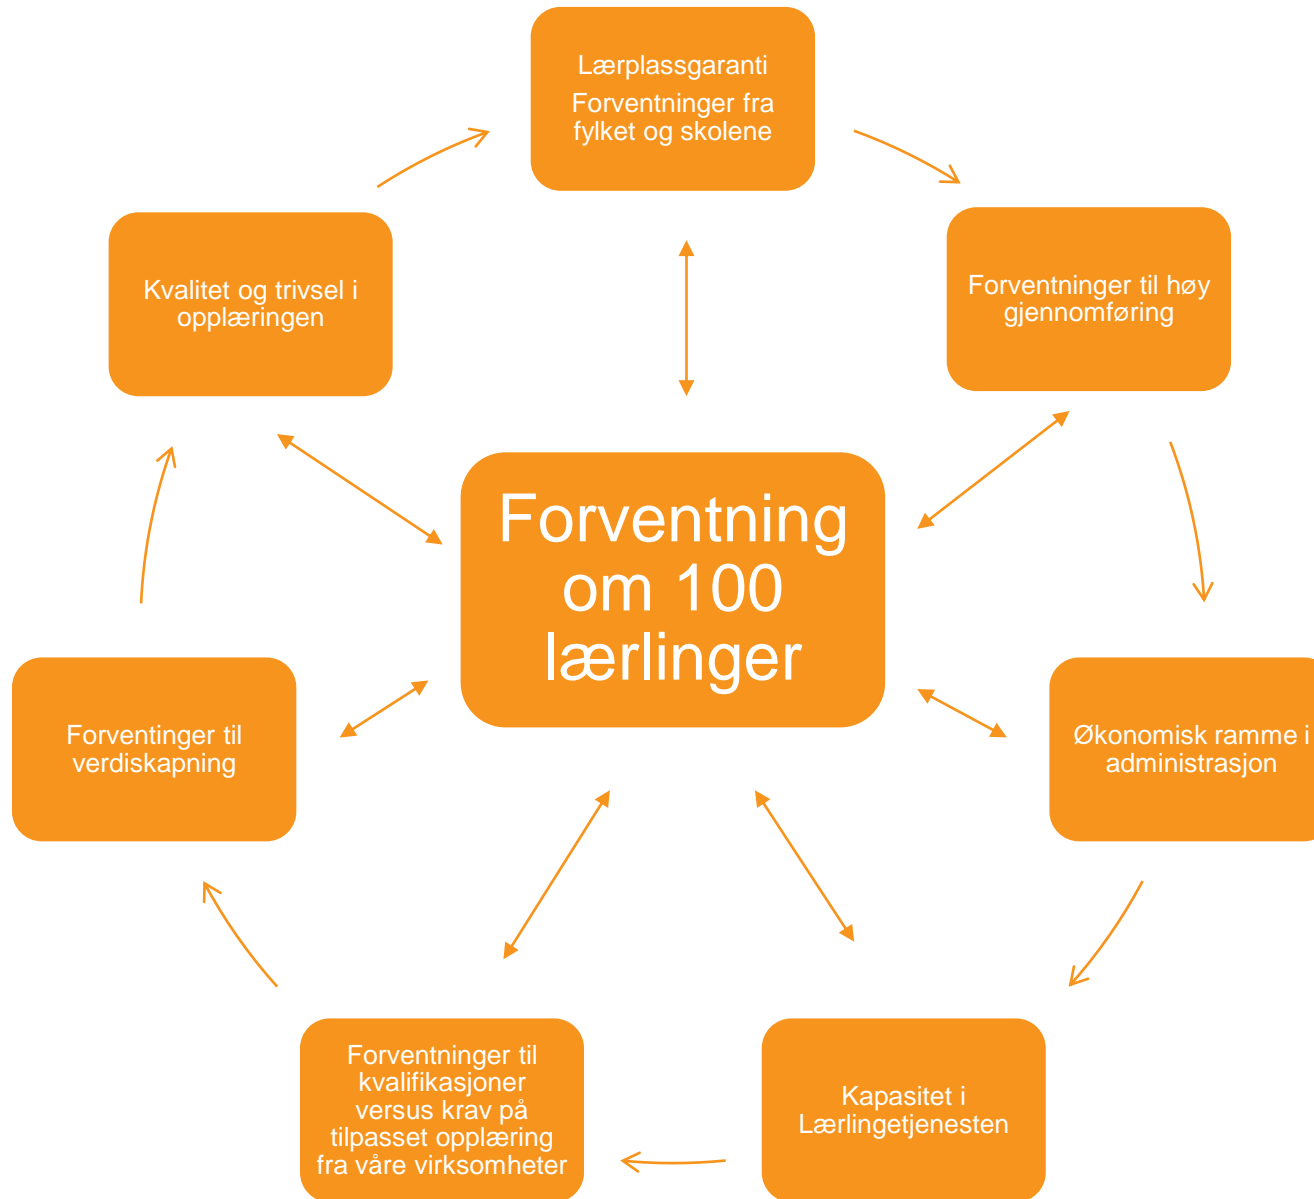 Lærplassgaranti
Forventninger fra
fylket og skolene
Kvalitet og trivsel i
opplæringen
Forventninger til høy
gjennomføring
Forventning
om 100
lærlinger
Forventinger til
verdiskapning
Økonomisk ramme i
administrasjon
Forventninger til
kvalifikasjoner
versus krav på
tilpasset opplæring
fra våre virksomheter
Kapasitet i
Lærlingetjenesten